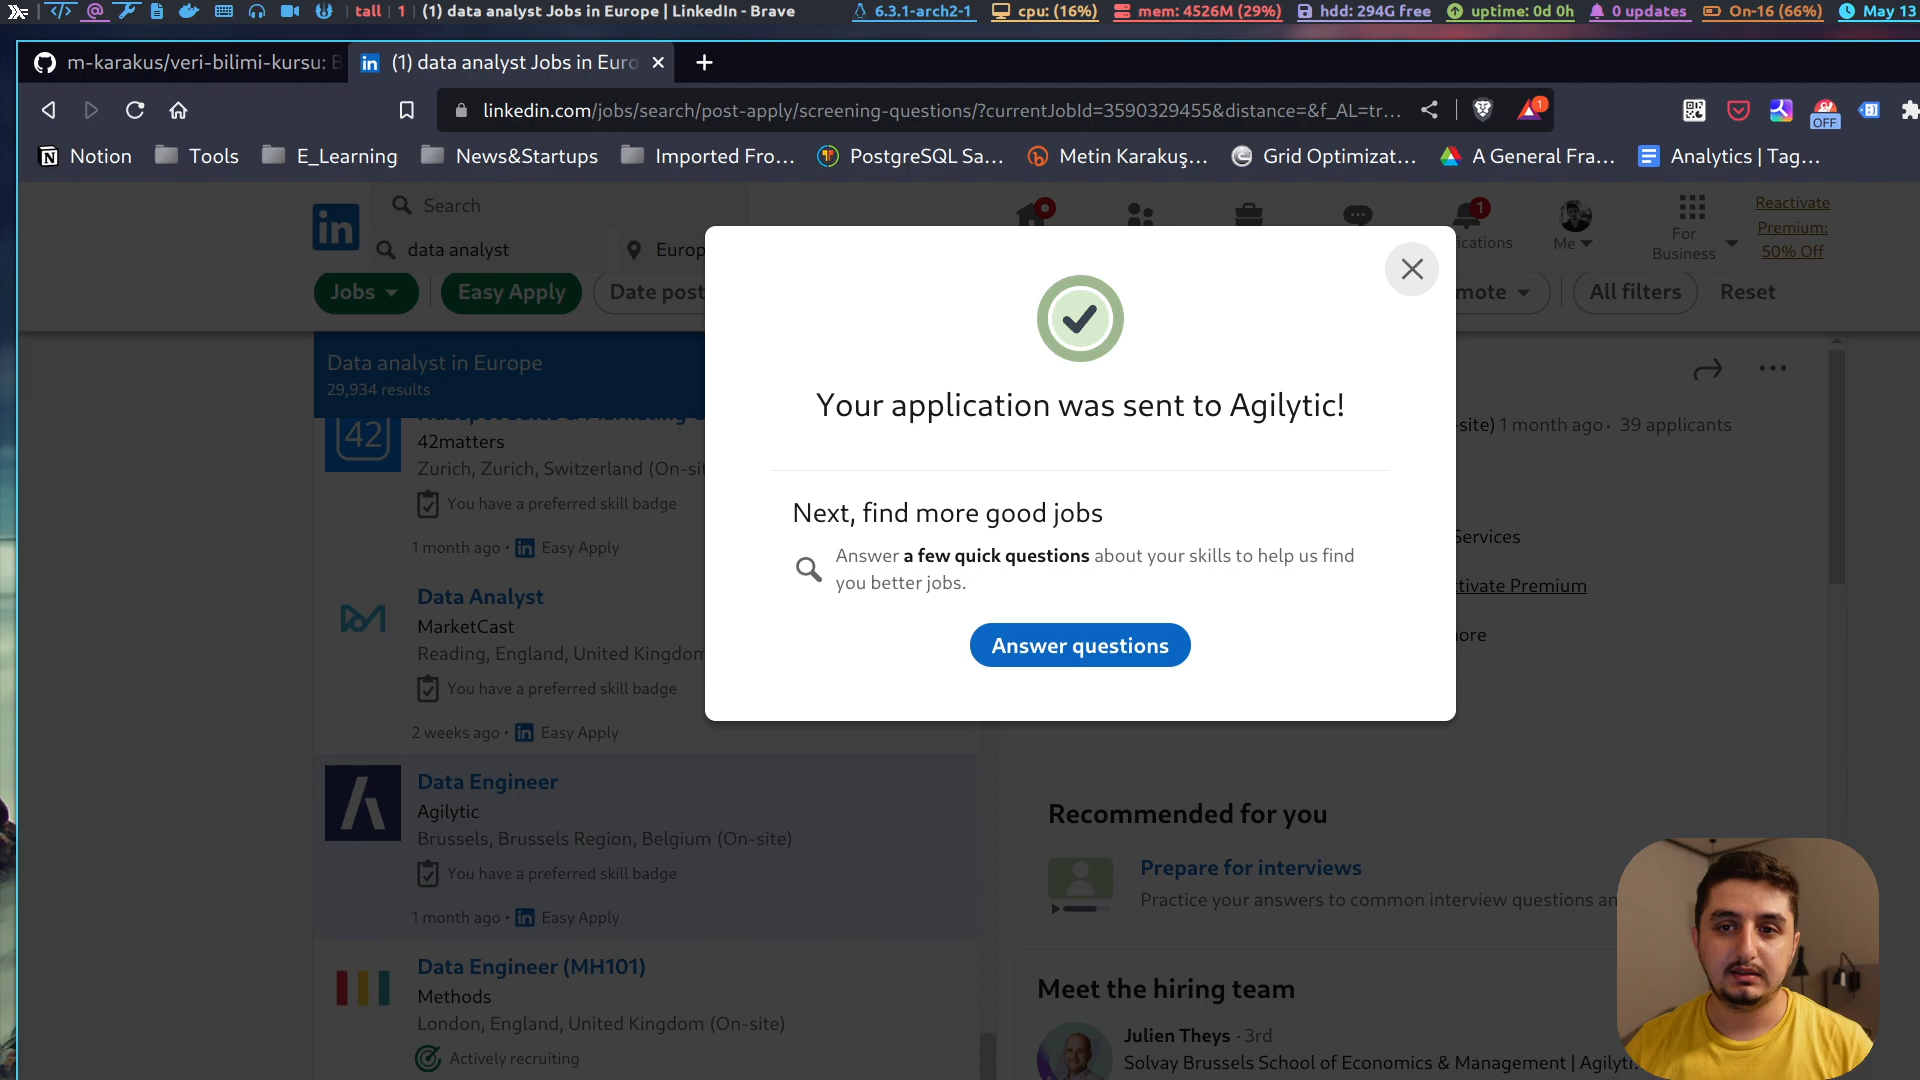 tall
1
(1) data analyst Jobs in Europe | LinkedIn - Brave
6.3.1-arch2-1
cpu: (16%)
mem: 4526M (29%)
hdd: 294G free
uptime: 0d 0h
0 updates
On-16 (66%)
May 13
m-karakus/veri-bilimi-kursu:
(1) data analyst Jobs in Euro
linkedin.com/jobs/search/post-apply/screening-questions/?currentJobId=3590329455&distance=&f_AL=tr...
1
OFF
Notion
Tools
E_Learning
News&Startups
Imported Fro...
PostgreSQL Sa...
Metin Karakuş...
Grid Optimizat...
A General Fra...
Analytics | Tag...
in
Search
data analyst
Europ
1
ications
Me
For
Business
Reactivate
Premium:
50% Off
Jobs
Easy Apply
Date post
mote
All filters
Reset
Data analyst in Europe
29,934 results
42
42matters
Zurich, Zurich, Switzerland (On-sit
You have a preferred skill badge
1 month ago · in Easy Apply
Data Analyst
MarketCast
Reading, England, United Kingdom
You have a preferred skill badge
2 weeks ago · in Easy Apply
Data Engineer
Agilytic
Brussels, Brussels Region, Belgium (On-site)
You have a preferred skill badge
1 month ago · in Easy Apply
Data Engineer (MH101)
Methods
London, England, United Kingdom (On-site)
Actively recruiting
Your application was sent to Agilytic!
Next, find more good jobs
Answer a few quick questions about your skills to help us find
you better jobs.
Answer questions
-site) 1 month ago · 39 applicants
Services
tivate Premium
ore
Recommended for you
Prepare for interviews
Practice your answers to common interview questions an
Meet the hiring team
Julien Theys · 3rd
Solvay Brussels School of Economics & Management | Agilyti